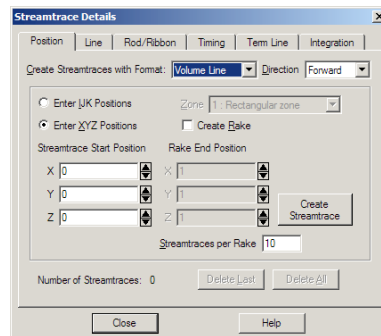 Streamtrace Details
Position Line Rod/Ribbon Timing Term Line Integration
Create Streamtraces with Format: Volume Line Direction Forward
Enter IJK Positions Zone 1 : Rectangular zone
Enter XYZ Positions Create Rake
Streamtrace Start Position Rake End Position
X 0 X 1
Y 0 Y 1
Z 0 Z 1
Create Streamtrace
Streamtraces per Rake 10
Number of Streamtraces: 0 Delete Last Delete All
Close Help